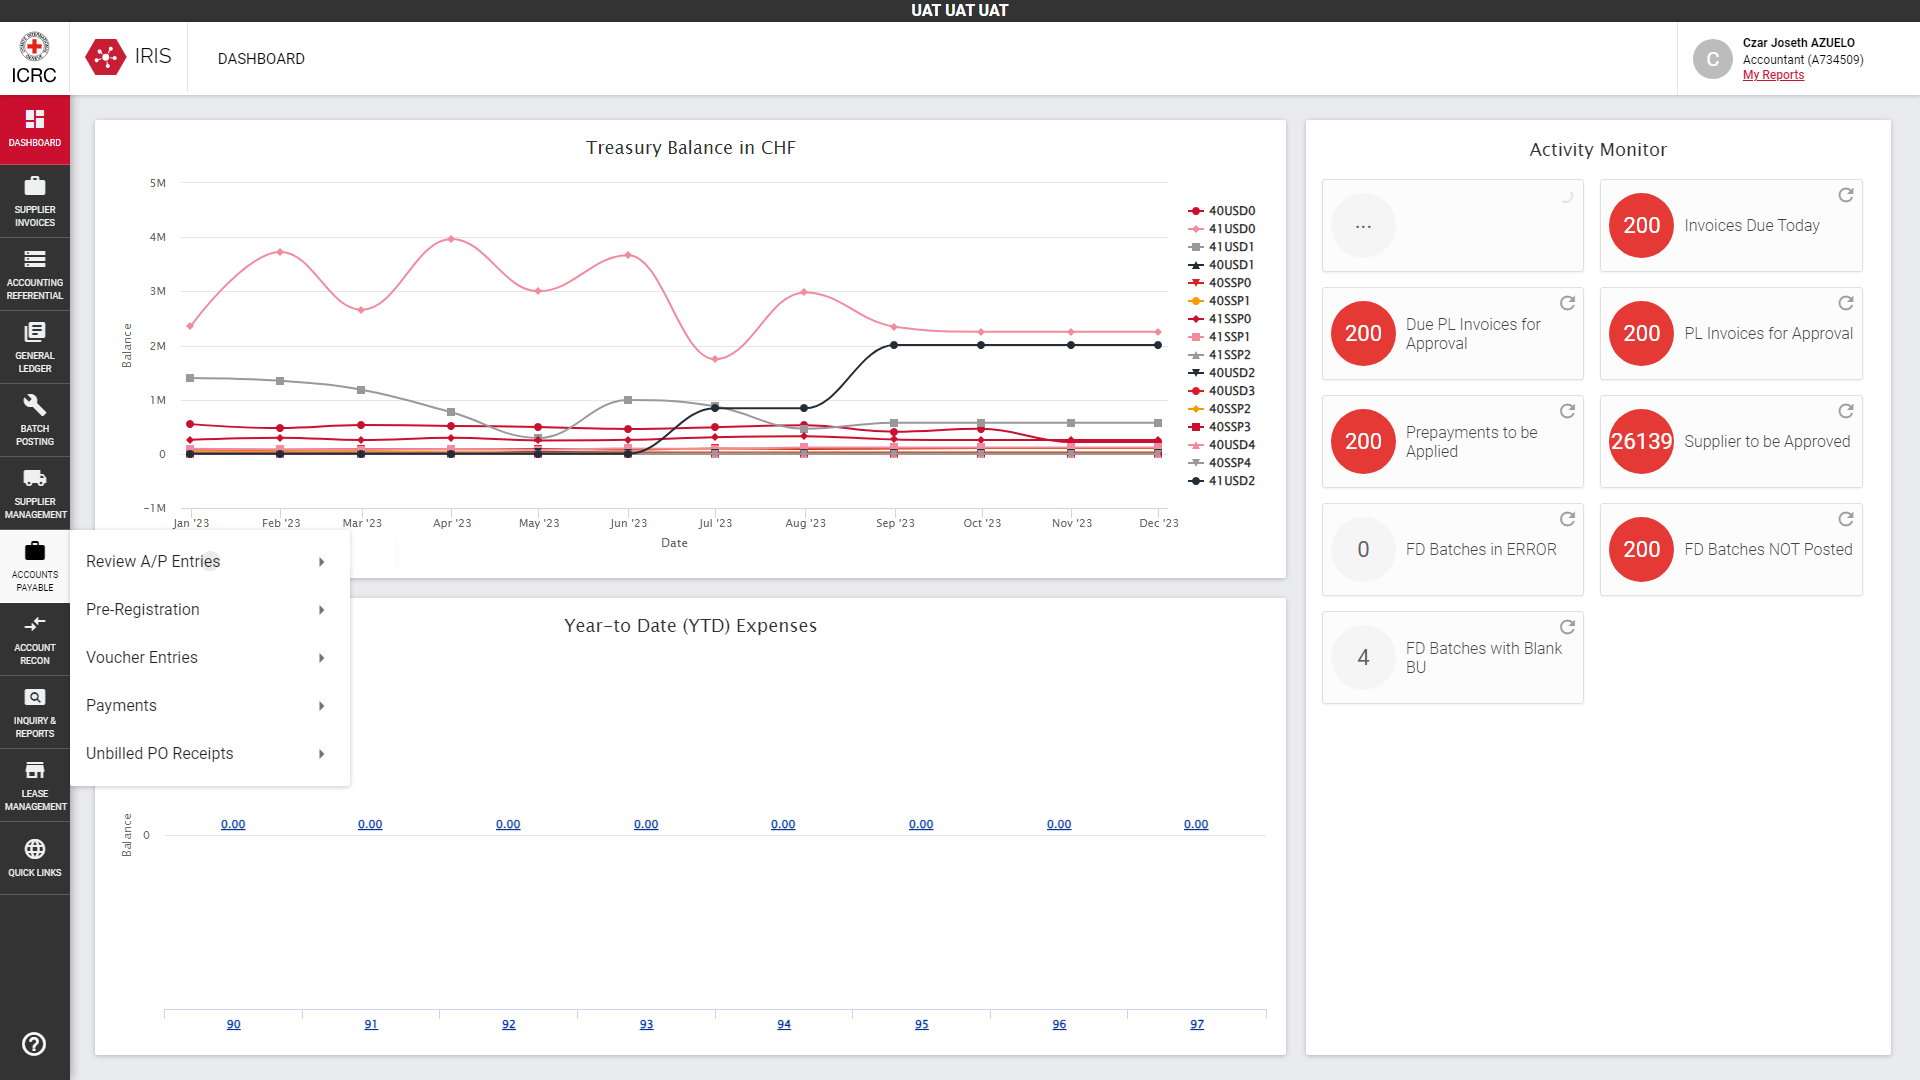 UAT UAT UAT
ICRC
IRIS
DASHBOARD
C
Czar Joseth AZUELO
Accountant (A734509)
My Reports
DASHBOARD
SUPPLIER
INVOICES
ACCOUNTING
REFERENTIAL
GENERAL
LEDGER
BATCH
POSTING
SUPPLIER
MANAGEMENT
ACCOUNTS
PAYABLE
ACCOUNT
RECON
INQUIRY &
REPORTS
LEASE
MANAGEMENT
QUICK LINKS
Review A/P Entries
Pre-Registration
Voucher Entries
Payments
Unbilled PO Receipts
Treasury Balance in CHF
5M
4M
3M
2M
1M
0
-1M
Balance
Jan '23 Feb '23 Mar '23 Apr '23 May '23 Jun '23 Jul '23 Aug '23 Sep '23 Oct '23 Nov '23 Dec '23
Date
40USD0
41USD0
41USD1
40USD1
40SSP0
40SSP1
41SSP0
41SSP1
41SSP2
40USD2
40USD3
40SSP2
40SSP3
40USD4
40SSP4
41USD2
Year-to Date (YTD) Expenses
Balance
0
0.00 0.00 0.00 0.00 0.00 0.00 0.00 0.00
90 91 92 93 94 95 96 97
Activity Monitor
...
200 Invoices Due Today
200 Due PL Invoices for
Approval
200 PL Invoices for Approval
200 Prepayments to be
Applied
26139 Supplier to be Approved
0 FD Batches in ERROR
200 FD Batches NOT Posted
4 FD Batches with Blank
BU